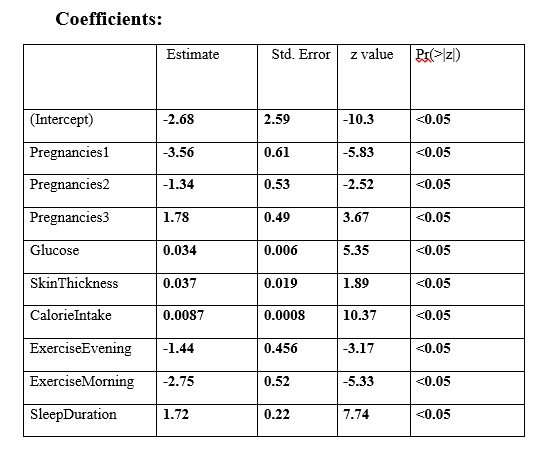 Coefficients:
Estimate Std. Error z value Pr(>|z|)
(Intercept) -2.68 2.59 -10.3 <0.05
Pregnancies1 -3.56 0.61 -5.83 <0.05
Pregnancies2 -1.34 0.53 -2.52 <0.05
Pregnancies3 1.78 0.49 3.67 <0.05
Glucose 0.034 0.006 5.35 <0.05
SkinThickness 0.037 0.019 1.89 <0.05
CalorieIntake 0.0087 0.0008 10.37 <0.05
ExerciseEvening -1.44 0.456 -3.17 <0.05
ExerciseMorning -2.75 0.52 -5.33 <0.05
SleepDuration 1.72 0.22 7.74 <0.05